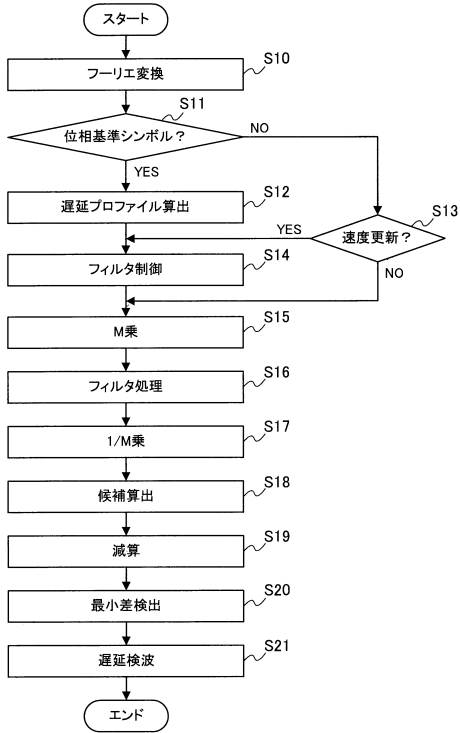 スタート
S10
フーリエ変換
S11
位相基準シンボル？
NO
YES
S12
遅延プロファイル算出
S13
速度更新？
YES
NO
S14
フィルタ制御
S15
M乗
S16
フィルタ処理
S17
1/M乗
S18
候補算出
S19
減算
S20
最小差検出
S21
遅延検波
エンド